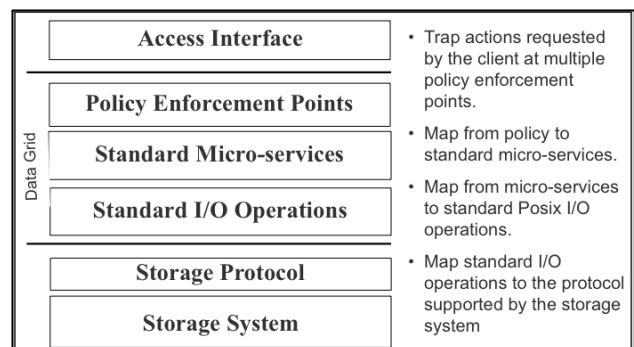 Access Interface
Data Grid
Policy Enforcement Points
Standard Micro-services
Standard I/O Operations
Storage Protocol
Storage System
• Trap actions requested
by the client at multiple
policy enforcement
points.
• Map from policy to
standard micro-services.
• Map from micro-services
to standard Posix I/O
operations.
• Map standard I/O
operations to the protocol
supported by the storage
system